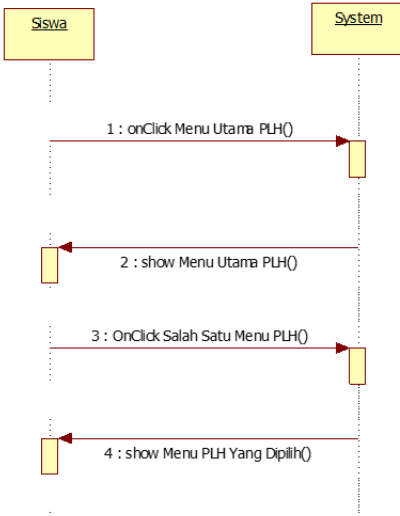 Siswa
System
1 : onClick Menu Utama PLH()
2 : show Menu Utama PLH()
3 : OnClick Salah Satu Menu PLH()
4 : show Menu PLH Yang Dipilih()